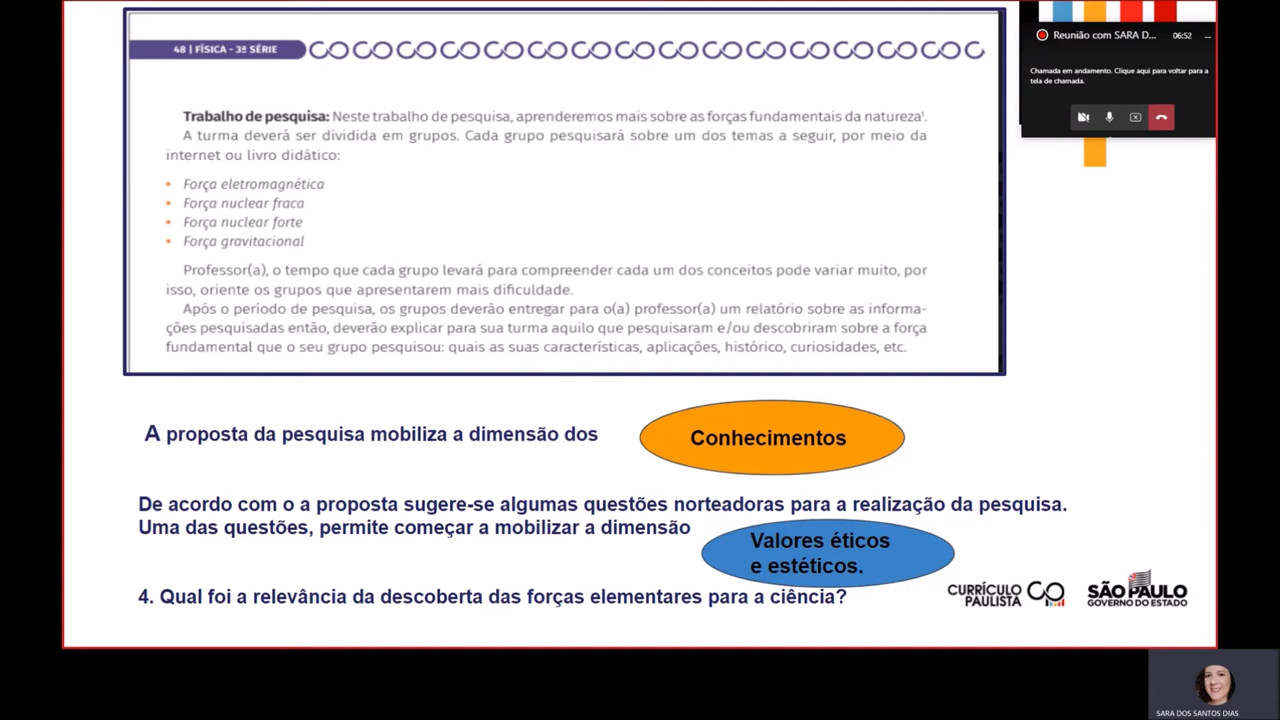 48 | FÍSICA - 3ª SÉRIE
Trabalho de pesquisa: Neste trabalho de pesquisa, aprenderemos mais sobre as forças fundamentais da natureza¹.
A turma deverá ser dividida em grupos. Cada grupo pesquisará sobre um dos temas a seguir, por meio da
internet ou livro didático:
• Força eletromagnética
• Força nuclear fraca
• Força nuclear forte
• Força gravitacional
Professor(a), o tempo que cada grupo levará para compreender cada um dos conceitos pode variar muito, por
isso, oriente os grupos que apresentarem mais dificuldade.
Após o período de pesquisa, os grupos deverão entregar para o(a) professor(a) um relatório sobre as informa-
ções pesquisadas então, deverão explicar para sua turma aquilo que pesquisaram e/ou descobriram sobre a força
fundamental que o seu grupo pesquisou: quais as suas características, aplicações, histórico, curiosidades, etc.
Reunião com SARA D... 06:52
Chamada em andamento. Clique aqui para voltar para a
tela de chamada.
A proposta da pesquisa mobiliza a dimensão dos
Conhecimentos
De acordo com o a proposta sugere-se algumas questões norteadoras para a realização da pesquisa.
Uma das questões, permite começar a mobilizar a dimensão
Valores éticos
e estéticos.
4. Qual foi a relevância da descoberta das forças elementares para a ciência?
CURRÍCULO
PAULISTA
SÃO PAULO
GOVERNO DO ESTADO
SARA DOS SANTOS DIAS